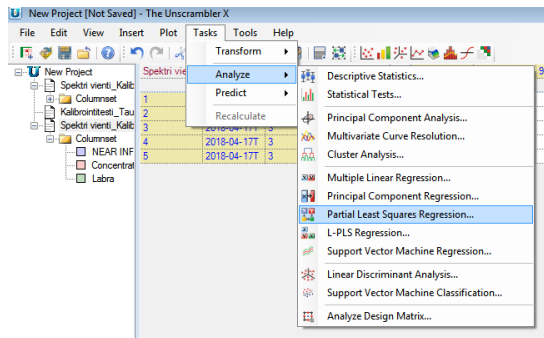 New Project [Not Saved] - The Unscrambler X
File Edit View Insert Plot Tasks Tools Help
Transform
Analyze
Predict
Recalculate
New Project
Spektri vienti_Kalib
Columnset
Kalibrointitesti_Tau
Spektri vienti_Kalib
Columnset
NEAR INF
Concentrat
Labra
Spektri vie
1
2
3 2018-04-17T 3
4 2018-04-17T 3
5 2018-04-17T 3
Descriptive Statistics...
Statistical Tests...
Principal Component Analysis...
Multivariate Curve Resolution...
Cluster Analysis...
Multiple Linear Regression...
Principal Component Regression...
Partial Least Squares Regression...
L-PLS Regression...
Support Vector Machine Regression...
Linear Discriminant Analysis...
Support Vector Machine Classification...
Analyze Design Matrix...